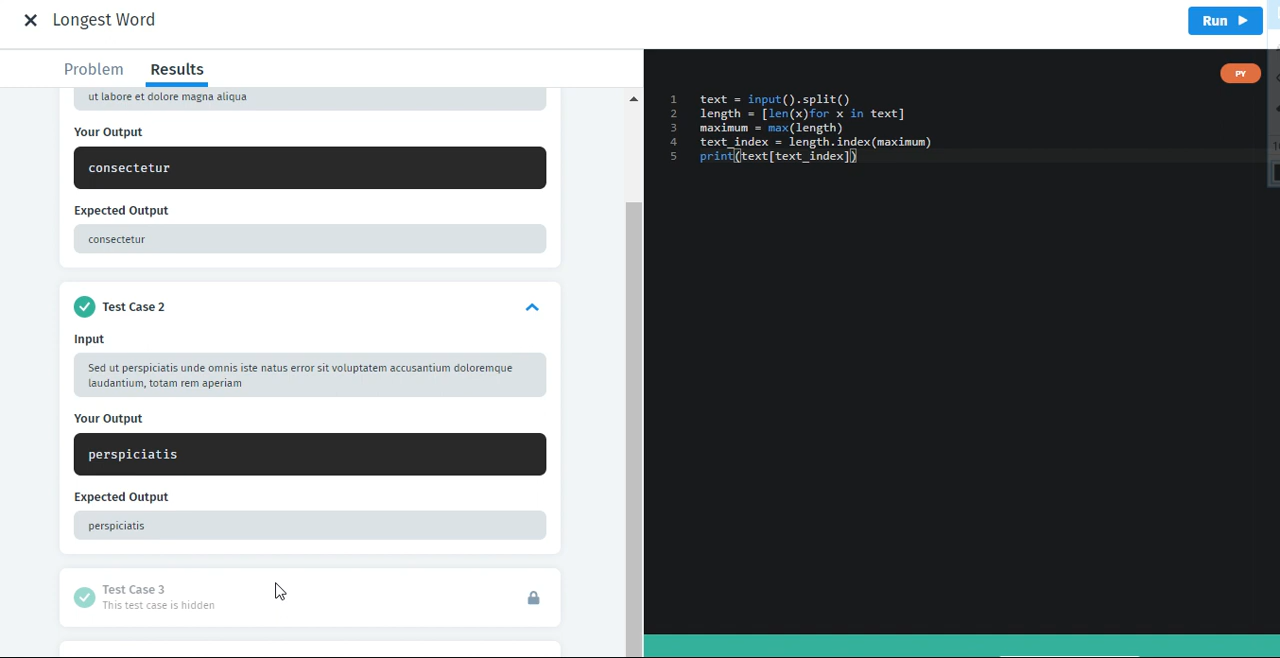 Longest Word
Run
Problem
Results
PY
ut labore et dolore magna aliqua
Your Output
consectetur
Expected Output
consectetur
Test Case 2
Input
Sed ut perspiciatis unde omnis iste natus error sit voluptatem accusantium doloremque
laudantium, totam rem aperiam
Your Output
perspiciatis
Expected Output
perspiciatis
Test Case 3
This test case is hidden
1 text = input().split()
2 length = [len(x)for x in text]
3 maximum = max(length)
4 text_index = length.index(maximum)
5 print(text[text_index])